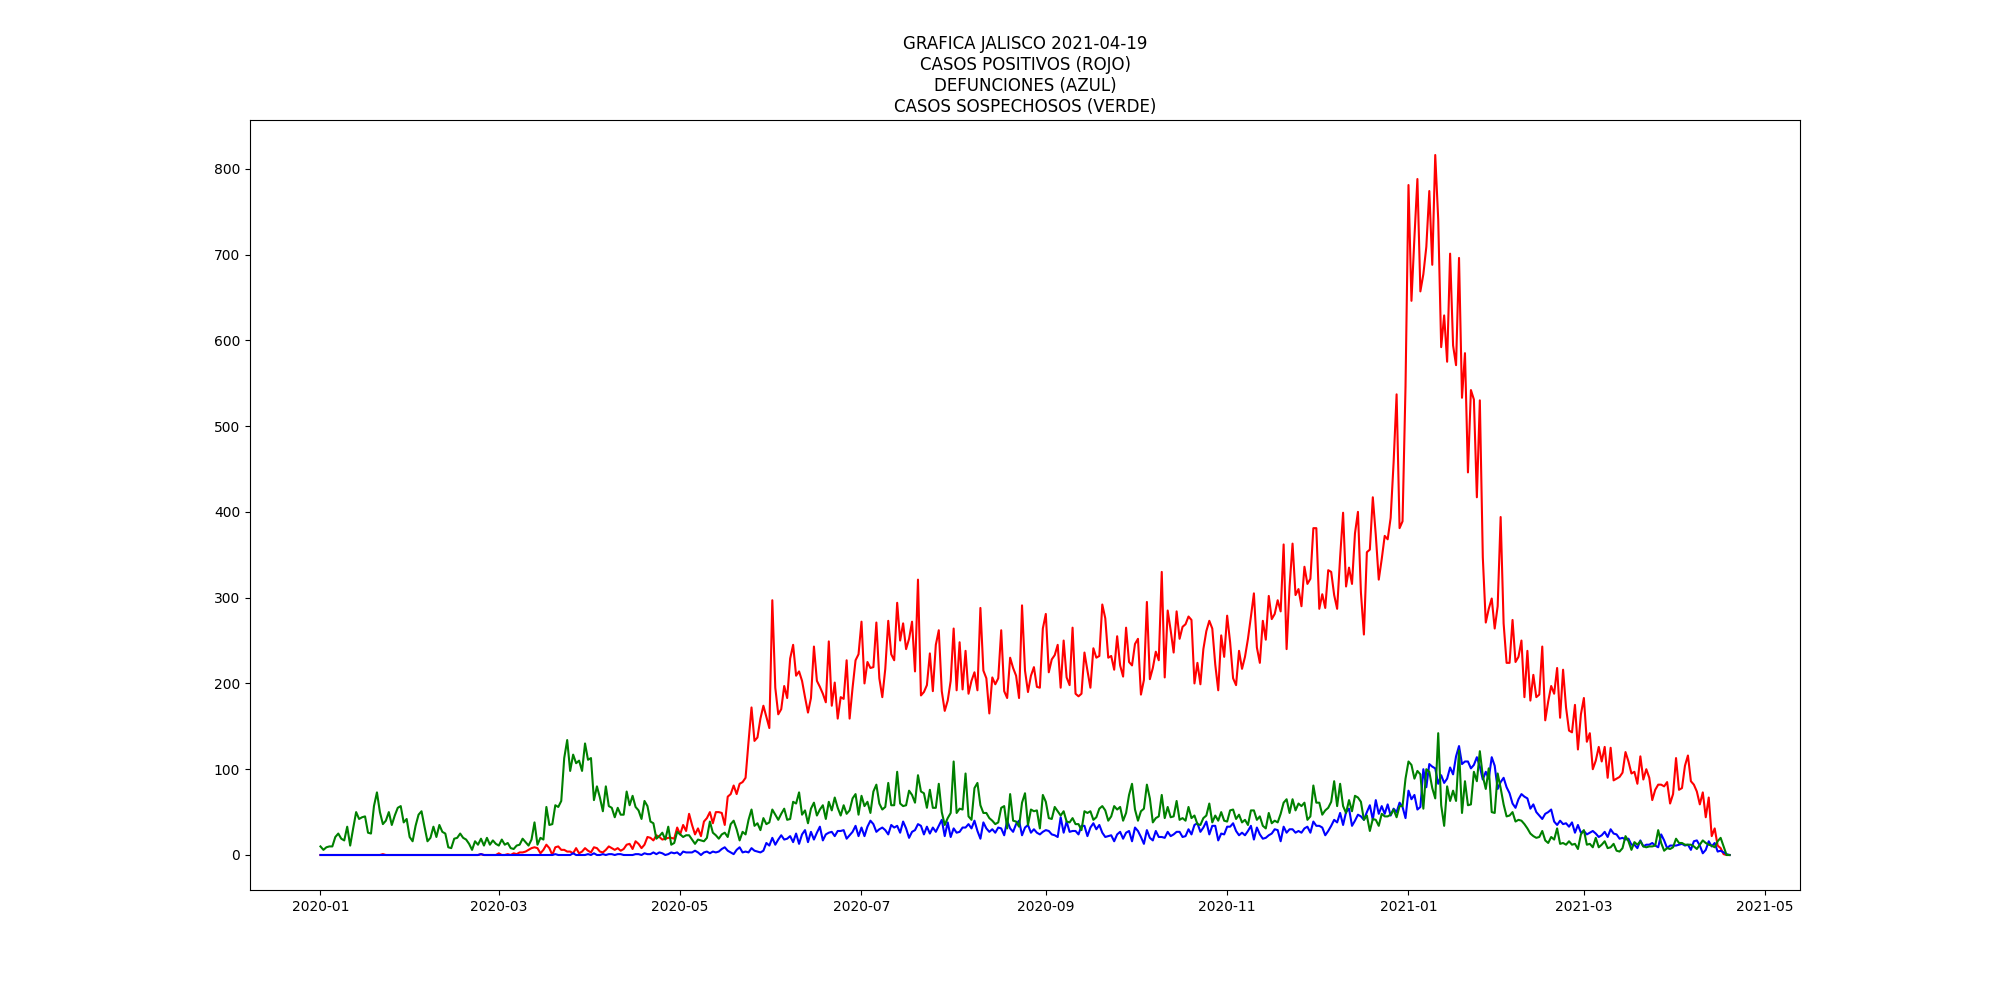 GRAFICA JALISCO 2021-04-19
CASOS POSITIVOS (ROJO)
DEFUNCIONES (AZUL)
CASOS SOSPECHOSOS (VERDE)
800
700
600
500
400
300
200
100
0
2020-01 2020-03 2020-05 2020-07 2020-09 2020-11 2021-01 2021-03 2021-05